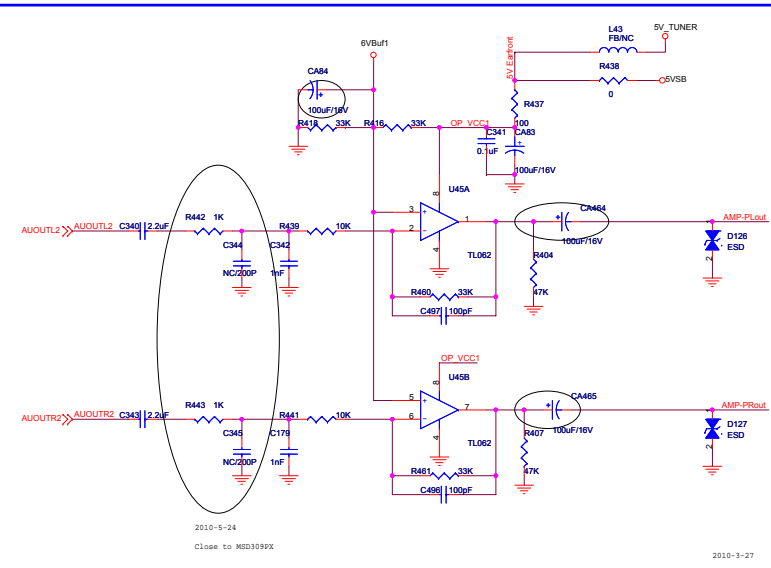 L43
FB/NC
5V_TUNER
6VBuf1
5V Earfront
R438
5VSB
0
CA84
100uF/16V
R437
100
R418 33K R416 33K
OP_VCC1
C341 CA83
0.1uF
100uF/16V
8
U45A
3
2
1
4
TL062
CA464
100uF/16V
AMP-PLout
D126
ESD
2
R404
47K
AUOUTL2 AUOUTL2 C340 2.2uF
R442 1K
C344
NC/200P
R439 10K
C342
1nF
R460 33K
C497 100pF
OP_VCC1
8
U45B
5
6
7
4
TL062
CA465
100uF/16V
AMP-PRout
D127
ESD
2
R407
47K
AUOUTR2 AUOUTR2 C343 2.2uF
R443 1K
C345
NC/200P
R441 10K
C179
1nF
R461 33K
C496 100pF
2010-5-24
Close to MSD309PX
2010-3-27